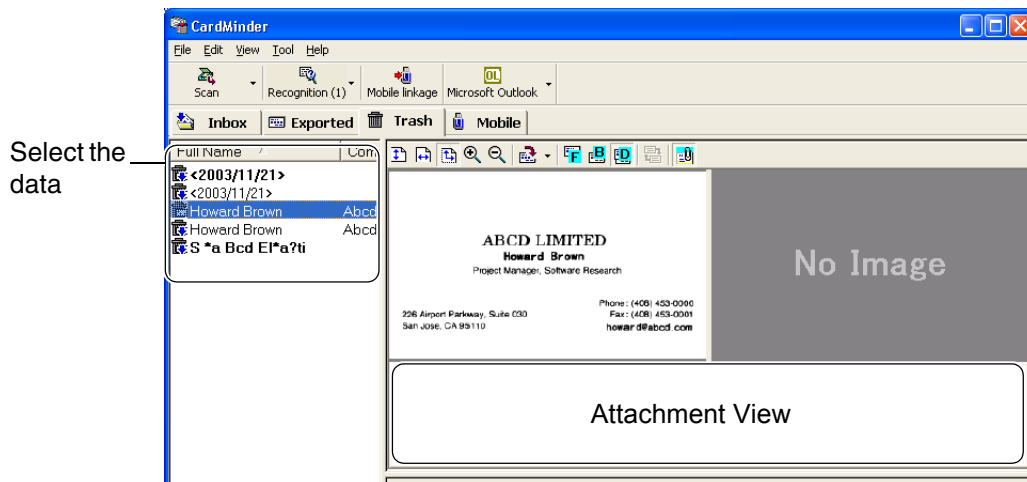 CardMinder
File Edit View Tool Help
Scan Recognition (1) Mobile linkage OL Microsoft Outlook
Inbox Exported Trash Mobile
Select the
data
Full Name Com
<2003/11/21>
<2003/11/21>
Howard Brown Abcd
Howard Brown Abcd
S *a Bcd El*a?ti
F B D
ABCD LIMITED
Howard Brown
Project Manager, Software Research
Phone: (408) 453-0000
226 Airport Parkway, Suite 030 Fax: (408) 453-0001
San Jose, CA 95110 howard@abcd.com
No Image
Attachment View